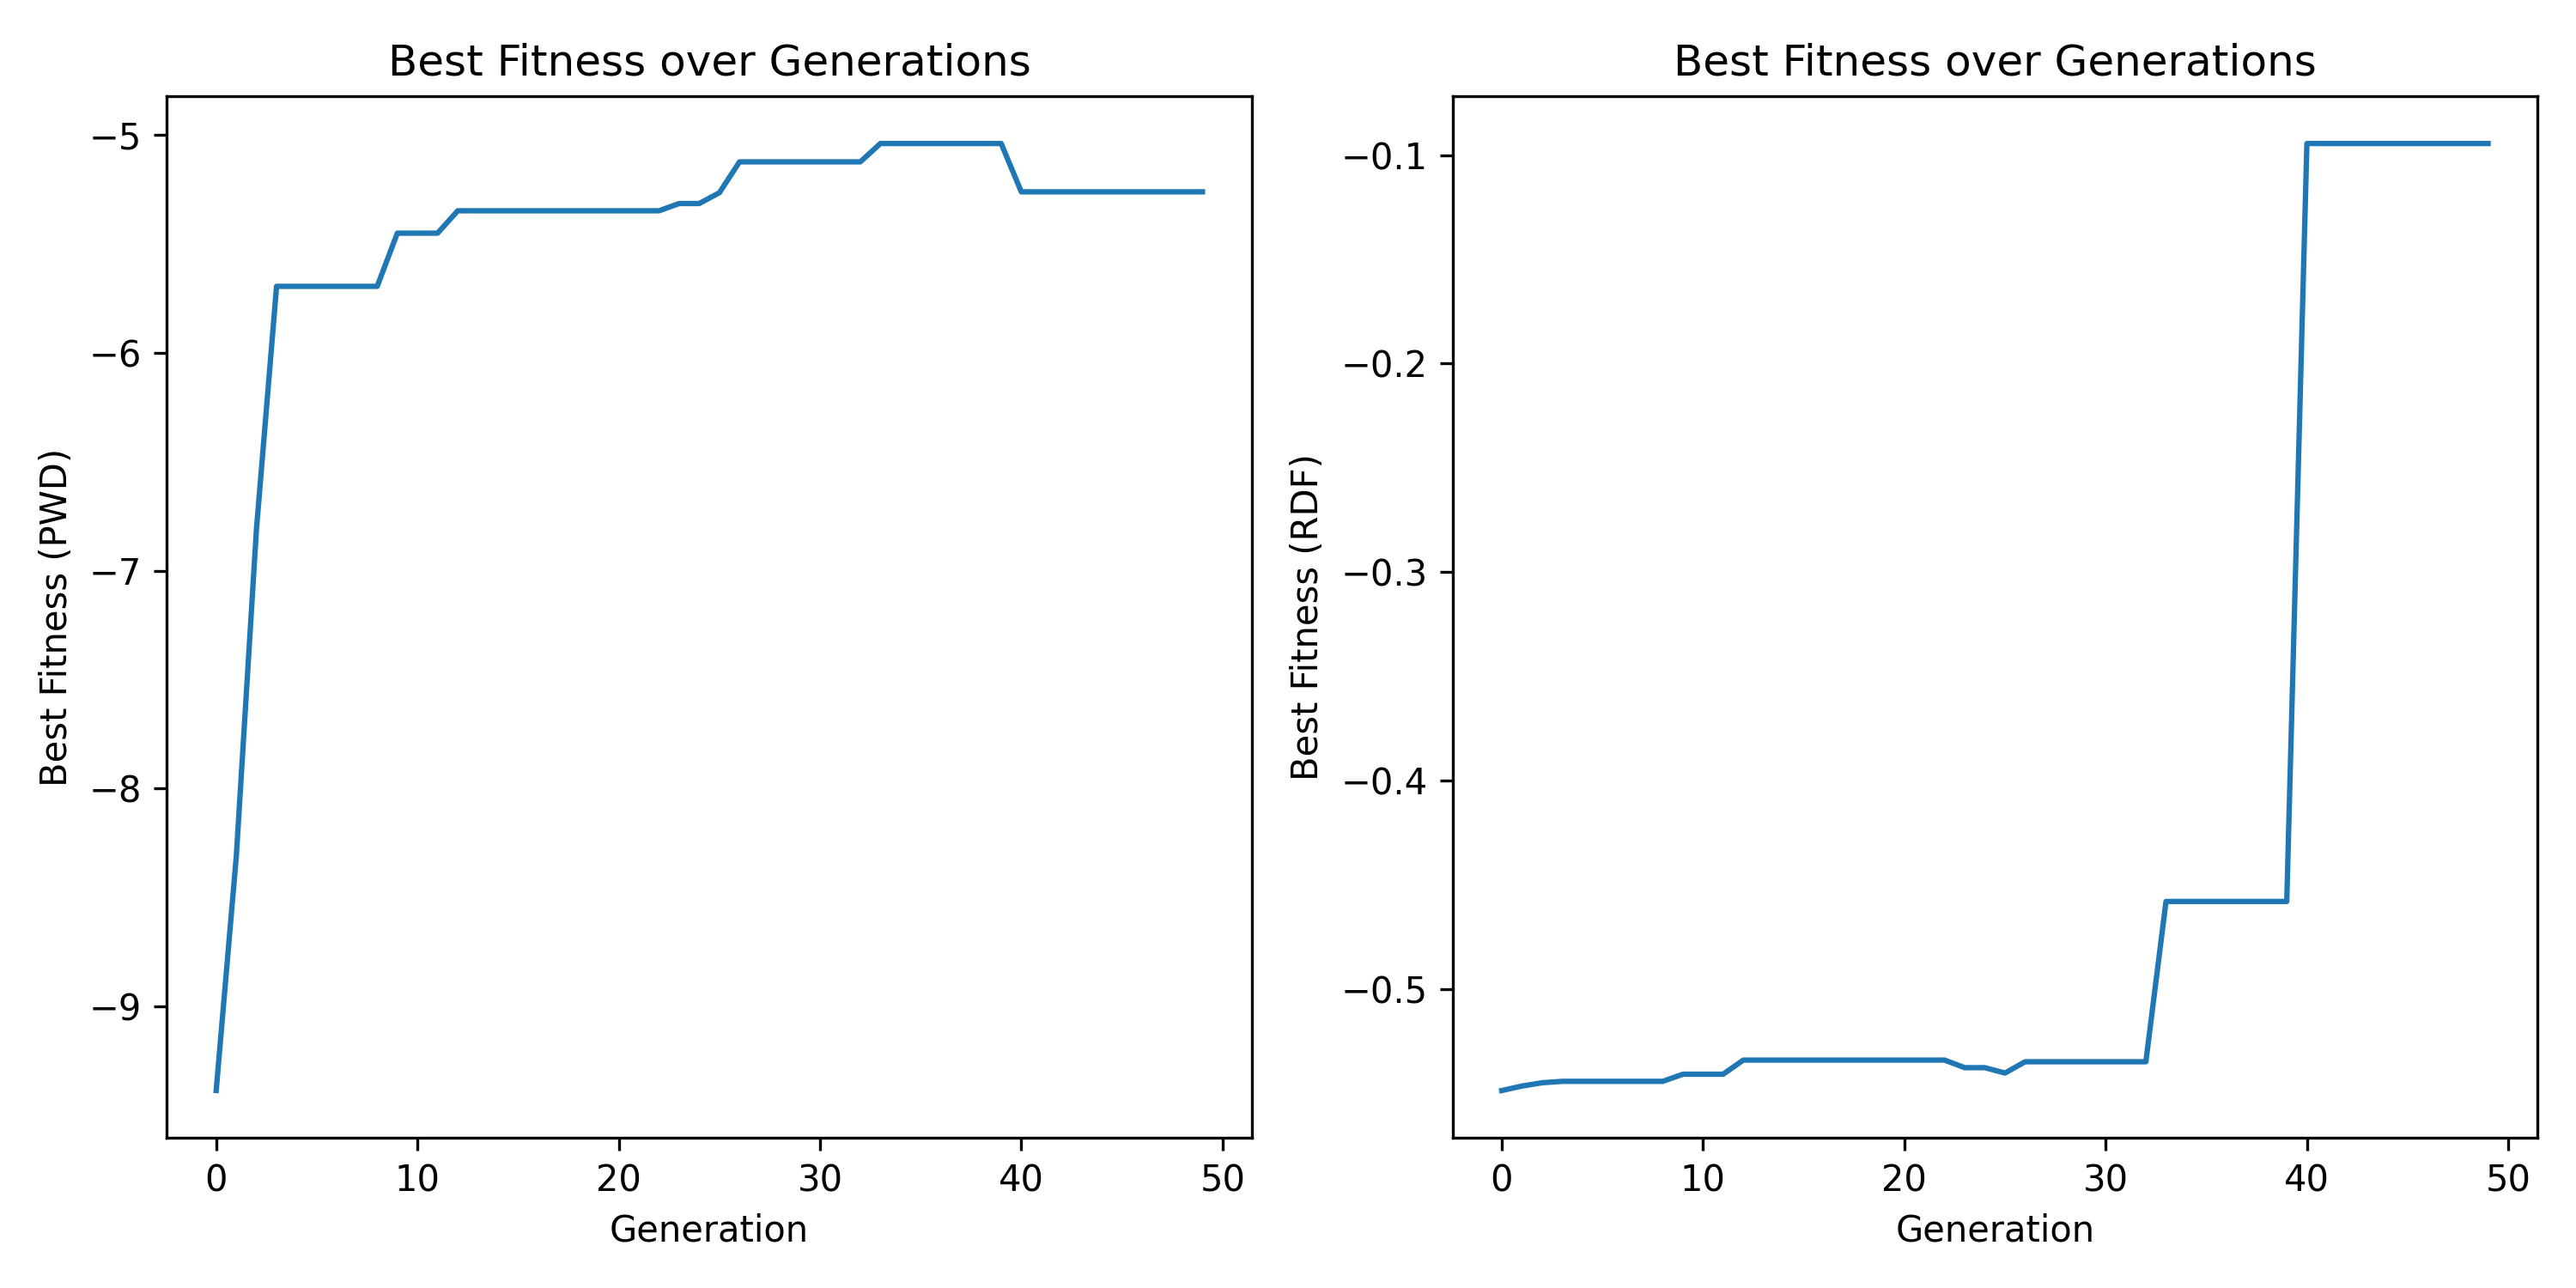 Best Fitness over Generations
Best Fitness (PWD)
−5
−6
−7
−8
−9
0 10 20 30 40 50
Generation
Best Fitness over Generations
Best Fitness (RDF)
−0.1
−0.2
−0.3
−0.4
−0.5
0 10 20 30 40 50
Generation